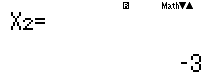 R Math▼▲
X₂=
-3